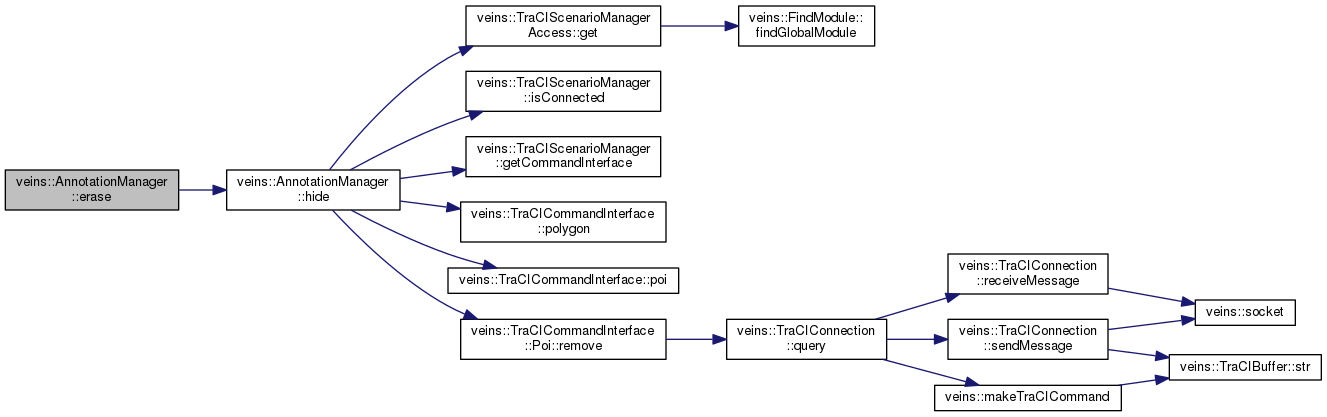 veins::AnnotationManager
::erase
veins::AnnotationManager
::hide
veins::TraCIScenarioManager
Access::get
veins::FindModule::
findGlobalModule
veins::TraCIScenarioManager
::isConnected
veins::TraCIScenarioManager
::getCommandInterface
veins::TraCICommandInterface
::polygon
veins::TraCICommandInterface::poi
veins::TraCICommandInterface
::Poi::remove
veins::TraCIConnection
::query
veins::TraCIConnection
::receiveMessage
veins::TraCIConnection
::sendMessage
veins::makeTraCICommand
veins::socket
veins::TraCIBuffer::str